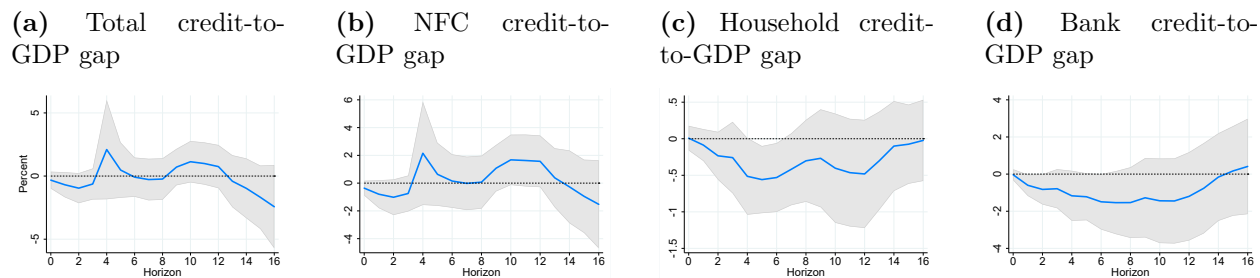 (a) Total credit-to-
GDP gap
(b) NFC credit-to-
GDP gap
(c) Household credit-
to-GDP gap
(d) Bank credit-to-
GDP gap
Percent
5
0
-5
0 2 4 6 8 10 12 14 16
Horizon
6
4
2
0
-2
-4
0 2 4 6 8 10 12 14 16
Horizon
.5
0
-.5
-1
-1.5
0 2 4 6 8 10 12 14 16
Horizon
4
2
0
-2
-4
0 2 4 6 8 10 12 14 16
Horizon